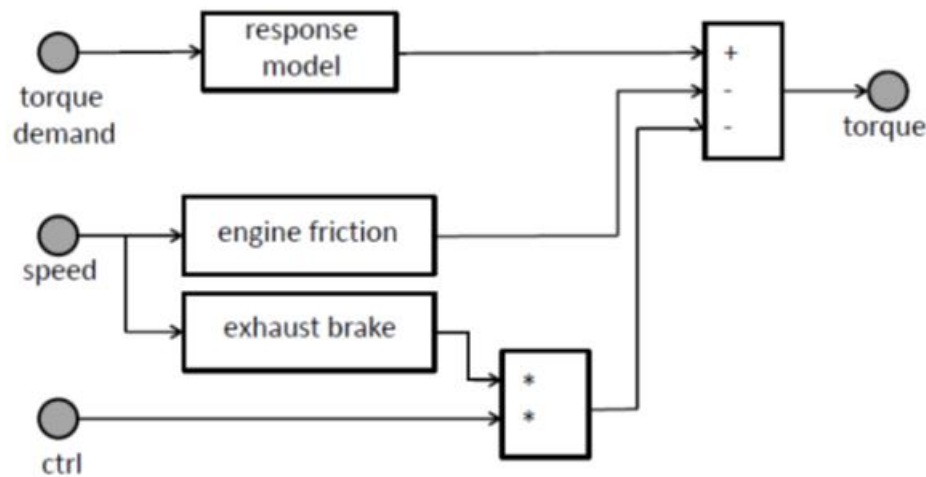 response
model
+
-
-
torque
demand
torque
engine friction
speed
exhaust brake
*
*
ctrl